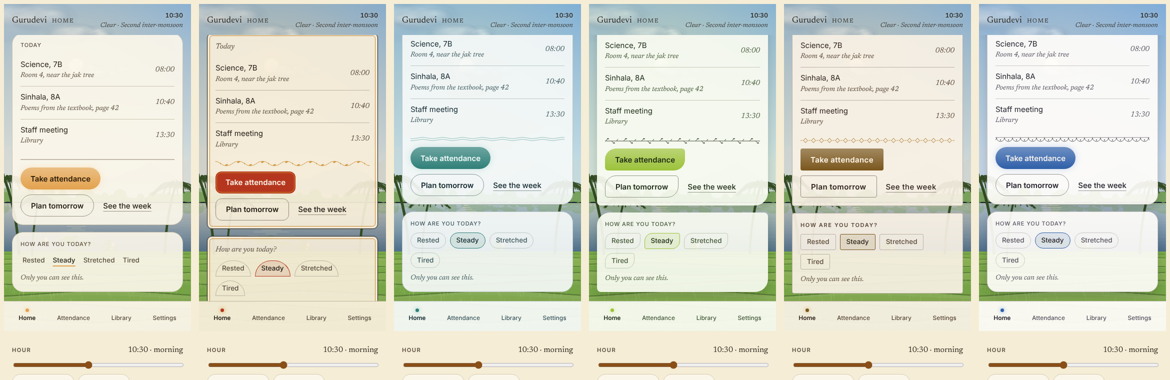 Gurudevi HOME
10:30
Clear · Second inter-monsoon
TODAY
Science, 7B
Room 4, near the jak tree
08:00
Sinhala, 8A
Poems from the textbook, page 42
10:40
Staff meeting
Library
13:30
Take attendance
Plan tomorrow
See the week
HOW ARE YOU TODAY?
Rested
Steady
Stretched
Tired
Only you can see this.
Home
Attendance
Library
Settings
HOUR
10:30 · morning
Gurudevi HOME
10:30
Clear · Second inter-monsoon
Today
Science, 7B
Room 4, near the jak tree
08:00
Sinhala, 8A
Poems from the textbook, page 42
10:40
Staff meeting
Library
13:30
Take attendance
Plan tomorrow
See the week
How are you today?
Rested
Steady
Stretched
Tired
Home
Attendance
Library
Settings
HOUR
10:30 · morning
Gurudevi HOME
10:30
Clear · Second inter-monsoon
Science, 7B
Room 4, near the jak tree
08:00
Sinhala, 8A
Poems from the textbook, page 42
10:40
Staff meeting
Library
13:30
Take attendance
Plan tomorrow
See the week
HOW ARE YOU TODAY?
Rested
Steady
Stretched
Tired
Only you can see this.
Home
Attendance
Library
Settings
HOUR
10:30 · morning
Gurudevi HOME
10:30
Clear · Second inter-monsoon
Science, 7B
Room 4, near the jak tree
08:00
Sinhala, 8A
Poems from the textbook, page 42
10:40
Staff meeting
Library
13:30
Take attendance
Plan tomorrow
See the week
HOW ARE YOU TODAY?
Rested
Steady
Stretched
Tired
Only you can see this.
Home
Attendance
Library
Settings
HOUR
10:30 · morning
Gurudevi HOME
10:30
Clear · Second inter-monsoon
Science, 7B
Room 4, near the jak tree
08:00
Sinhala, 8A
Poems from the textbook, page 42
10:40
Staff meeting
Library
13:30
Take attendance
Plan tomorrow
See the week
HOW ARE YOU TODAY?
Rested
Steady
Stretched
Tired
Only you can see this.
Home
Attendance
Library
Settings
HOUR
10:30 · morning
Gurudevi HOME
10:30
Clear · Second inter-monsoon
Science, 7B
Room 4, near the jak tree
08:00
Sinhala, 8A
Poems from the textbook, page 42
10:40
Staff meeting
Library
13:30
Take attendance
Plan tomorrow
See the week
HOW ARE YOU TODAY?
Rested
Steady
Stretched
Tired
Only you can see this.
Home
Attendance
Library
Settings
HOUR
10:30 · morning